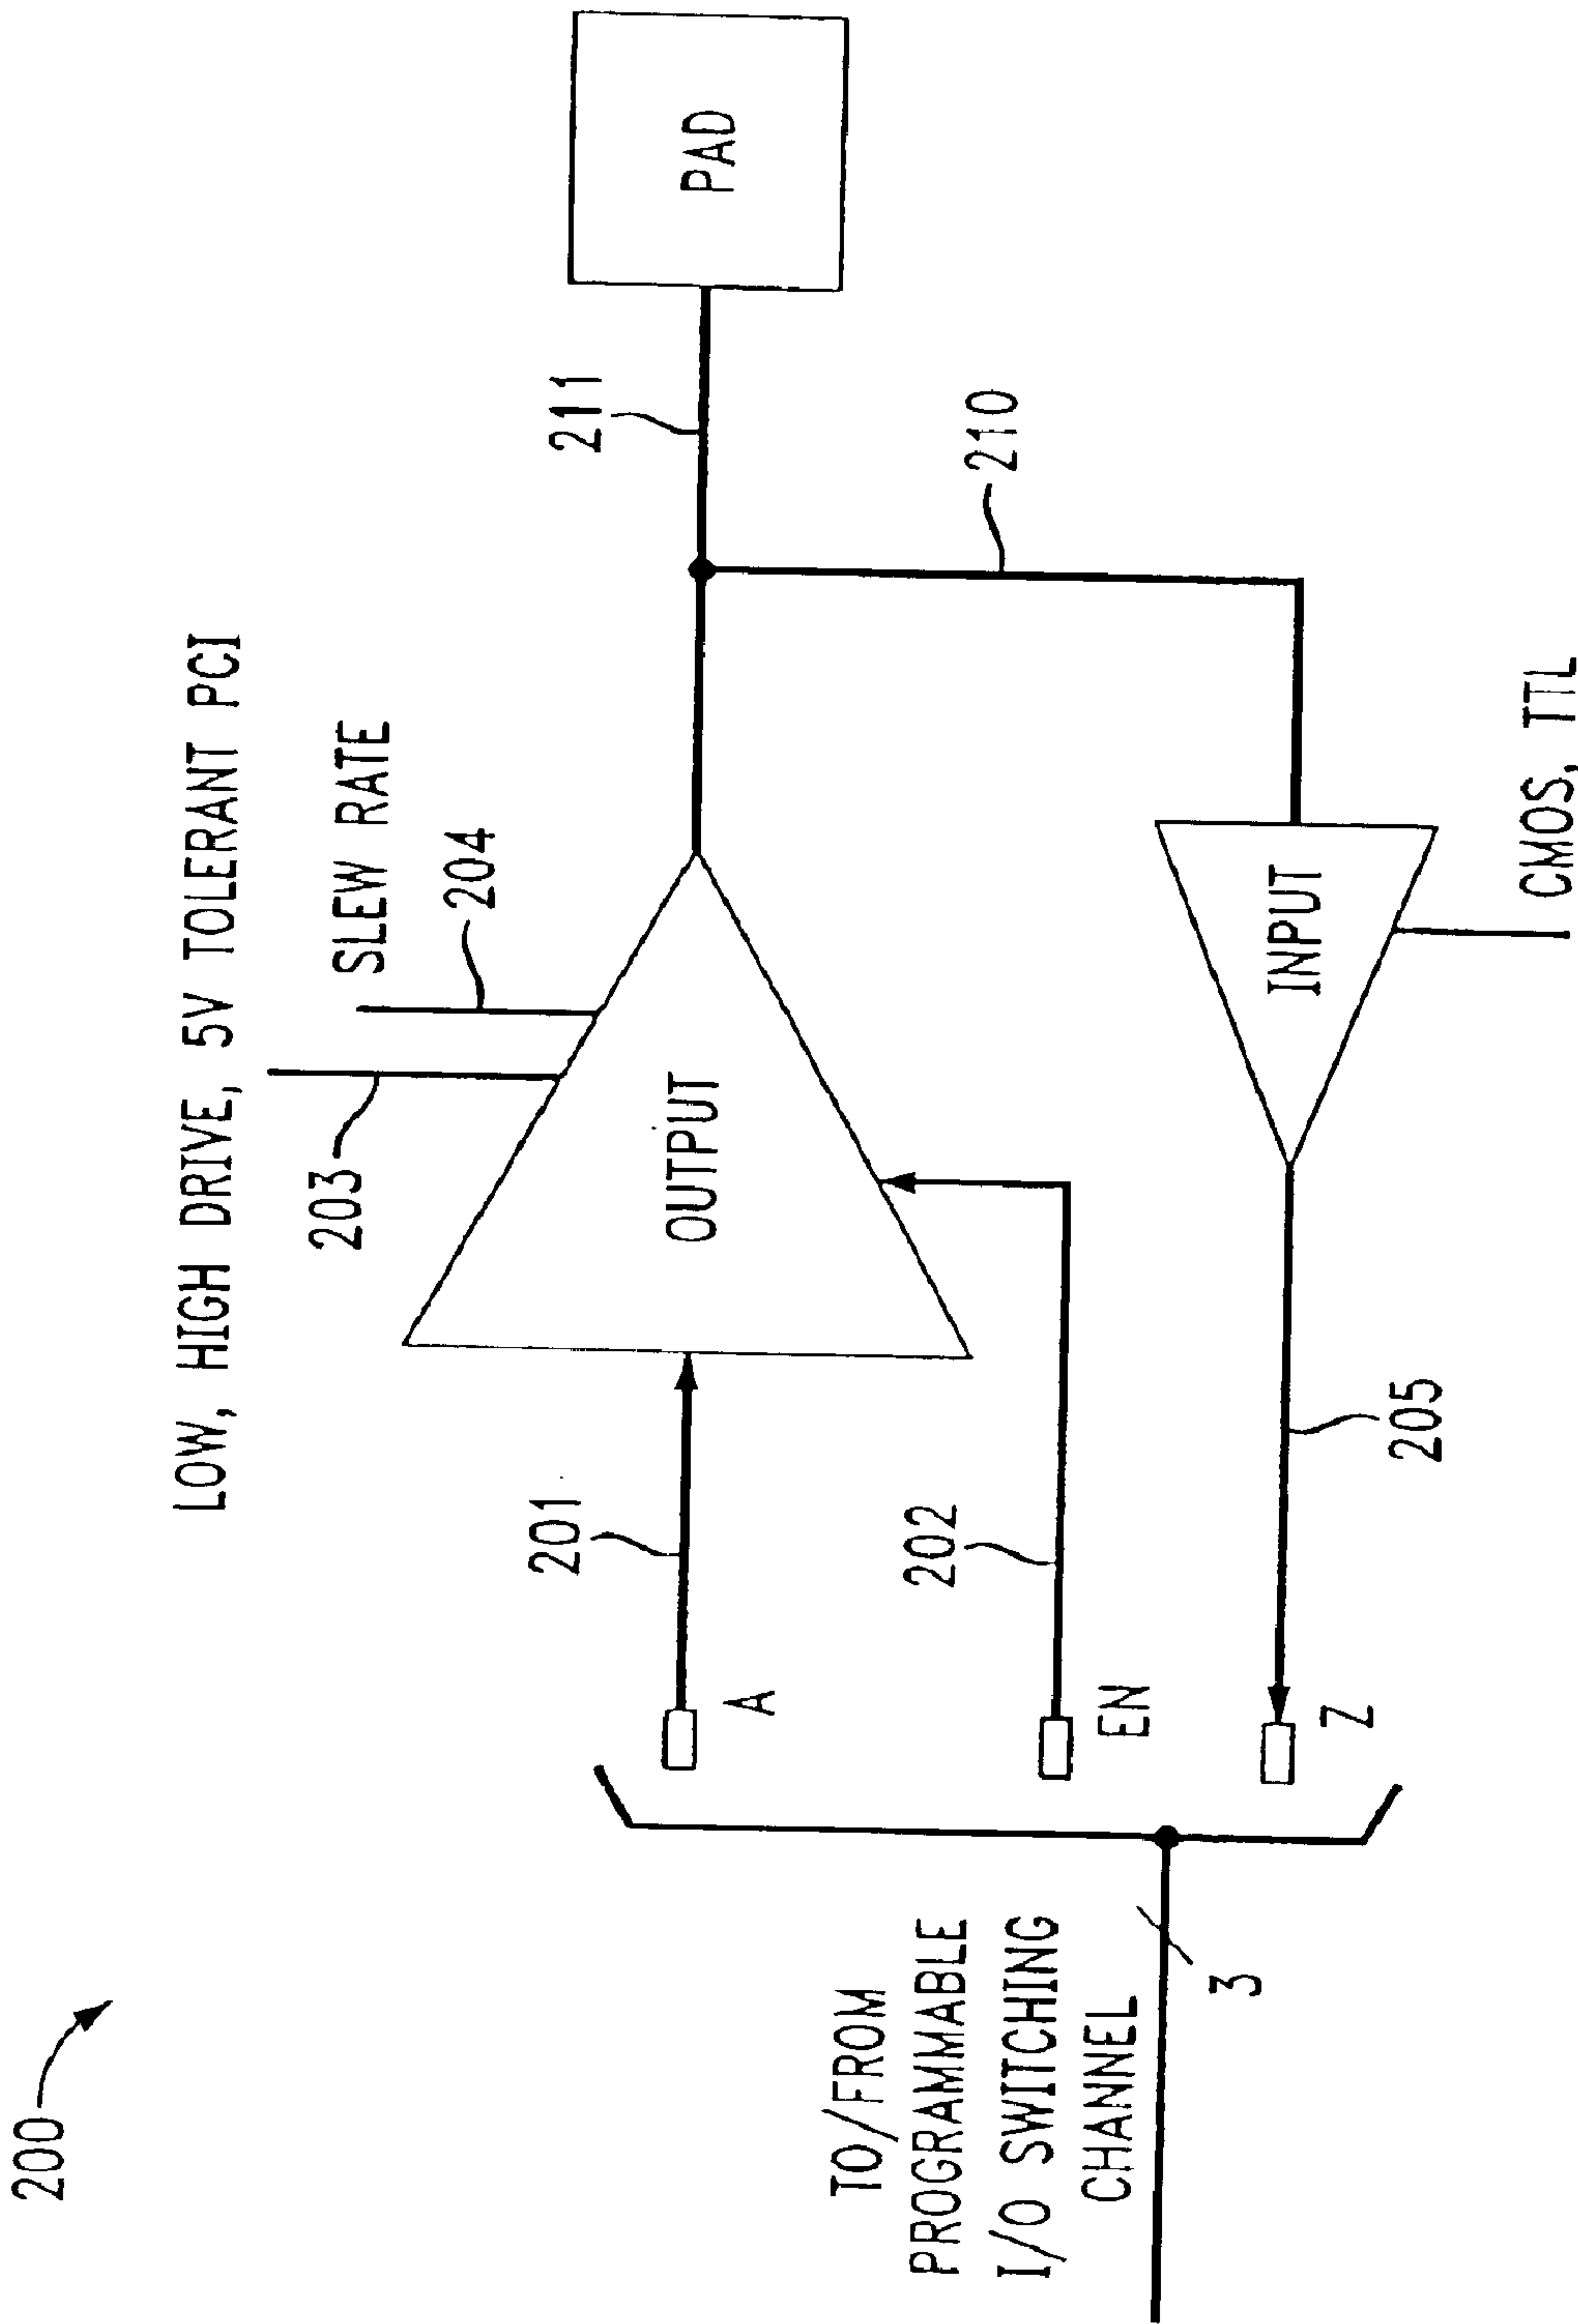 200
LOW, HIGH DRIVE, 5V TOLERANT PCI
SLEW RATE
203
204
211
PAD
201
OUTPUT
A
202
210
EN
TO/FROM
PROGRAMMABLE
I/O SWITCHING
CHANNEL
3
INPUT
Z
205
CMOS, TTL